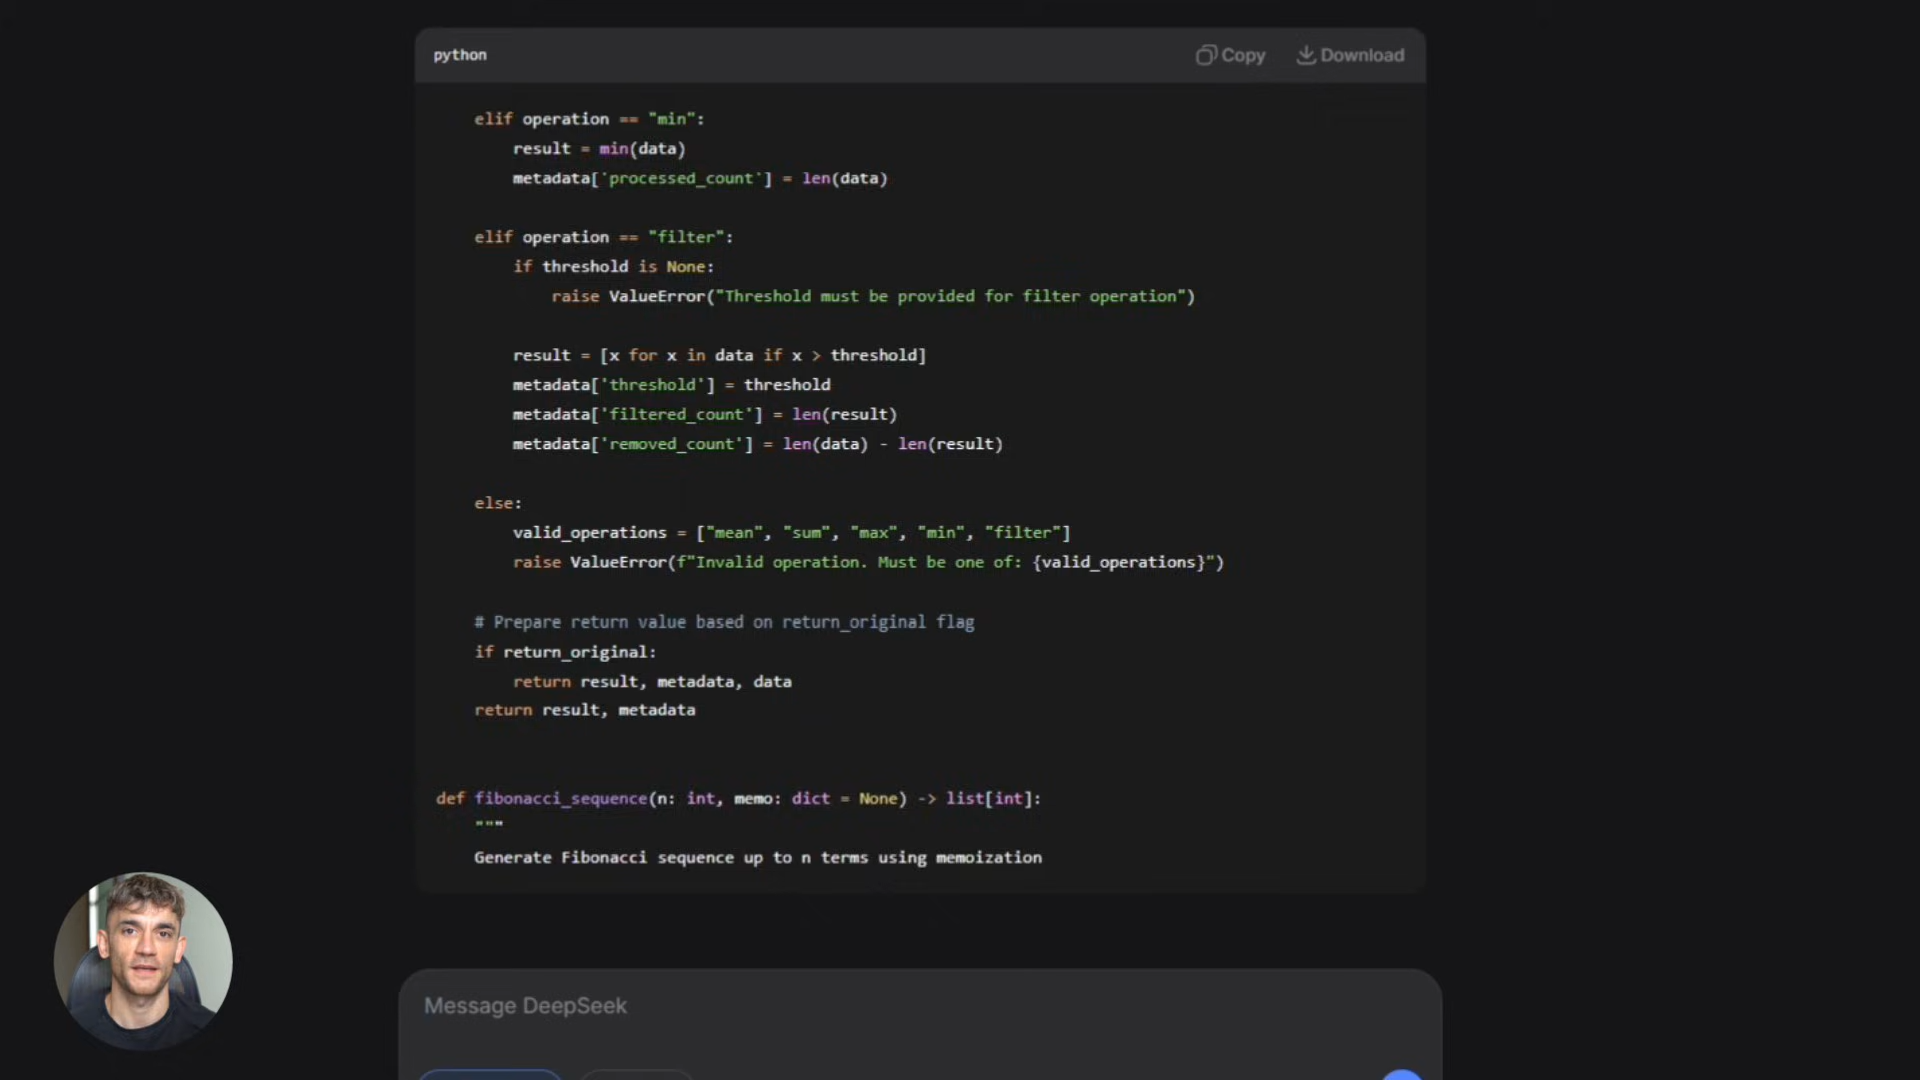 python
Copy
Download
elif operation == "min":
result = min(data)
metadata['processed_count'] = len(data)
elif operation == "filter":
if threshold is None:
raise ValueError("Threshold must be provided for filter operation")
result = [x for x in data if x > threshold]
metadata['threshold'] = threshold
metadata['filtered_count'] = len(result)
metadata['removed_count'] = len(data) - len(result)
else:
valid_operations = ["mean", "sum", "max", "min", "filter"]
raise ValueError(f"Invalid operation. Must be one of: {valid_operations}")
# Prepare return value based on return_original flag
if return_original:
return result, metadata, data
return result, metadata
def fibonacci_sequence(n: int, memo: dict = None) -> list[int]:
"""
Generate Fibonacci sequence up to n terms using memoization
Message DeepSeek